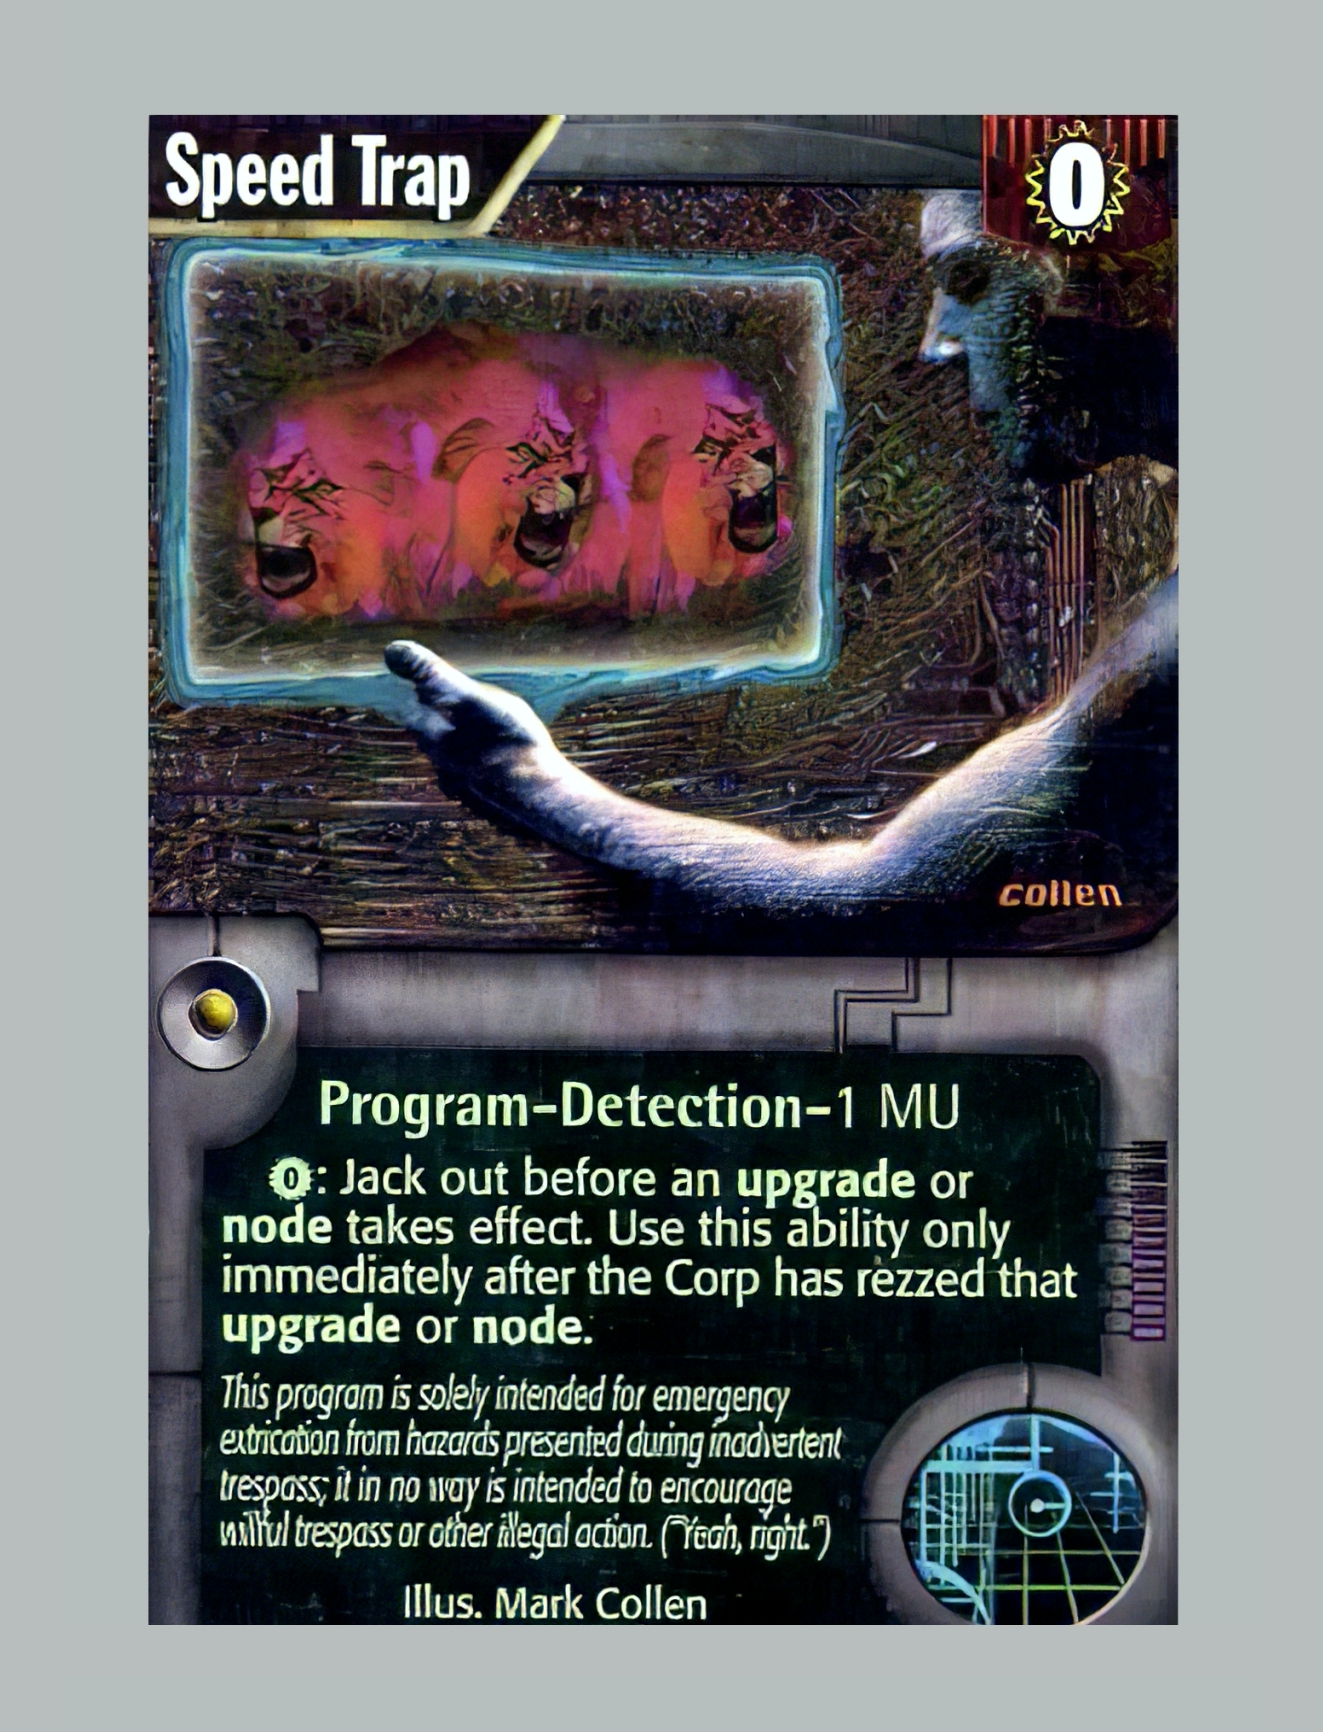 Speed Trap
0
collen
Program-Detection-1 MU
0: Jack out before an upgrade or
node takes effect. Use this ability only
immediately after the Corp has rezzed that
upgrade or node.
This program is solely intended for emergency
extrication from hazards presented during inadvertent
trespass; it in no way is intended to encourage
willful trespass or other illegal action. ("Yeah, right.")
Illus. Mark Collen